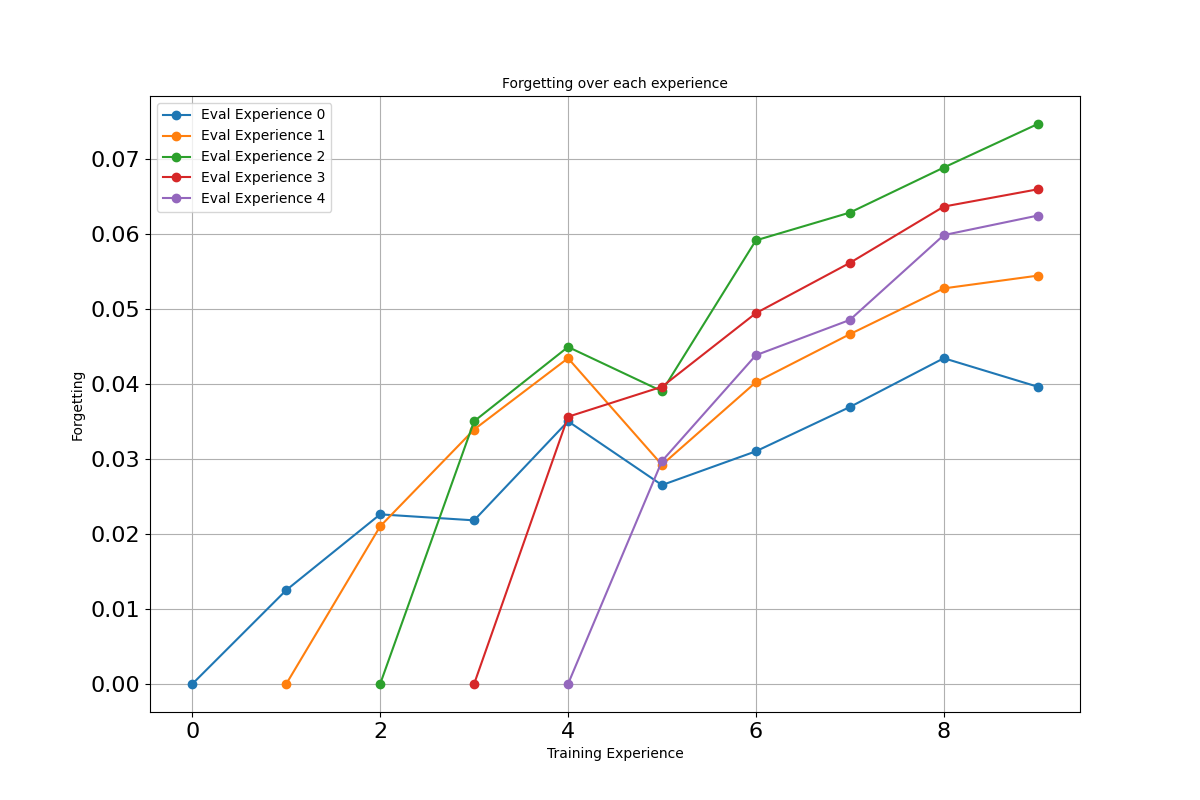 Forgetting over each experience
Eval Experience 0
Eval Experience 1
Eval Experience 2
Eval Experience 3
Eval Experience 4
0.07
0.06
0.05
0.04
0.03
0.02
0.01
0.00
Forgetting
0 2 4 6 8
Training Experience